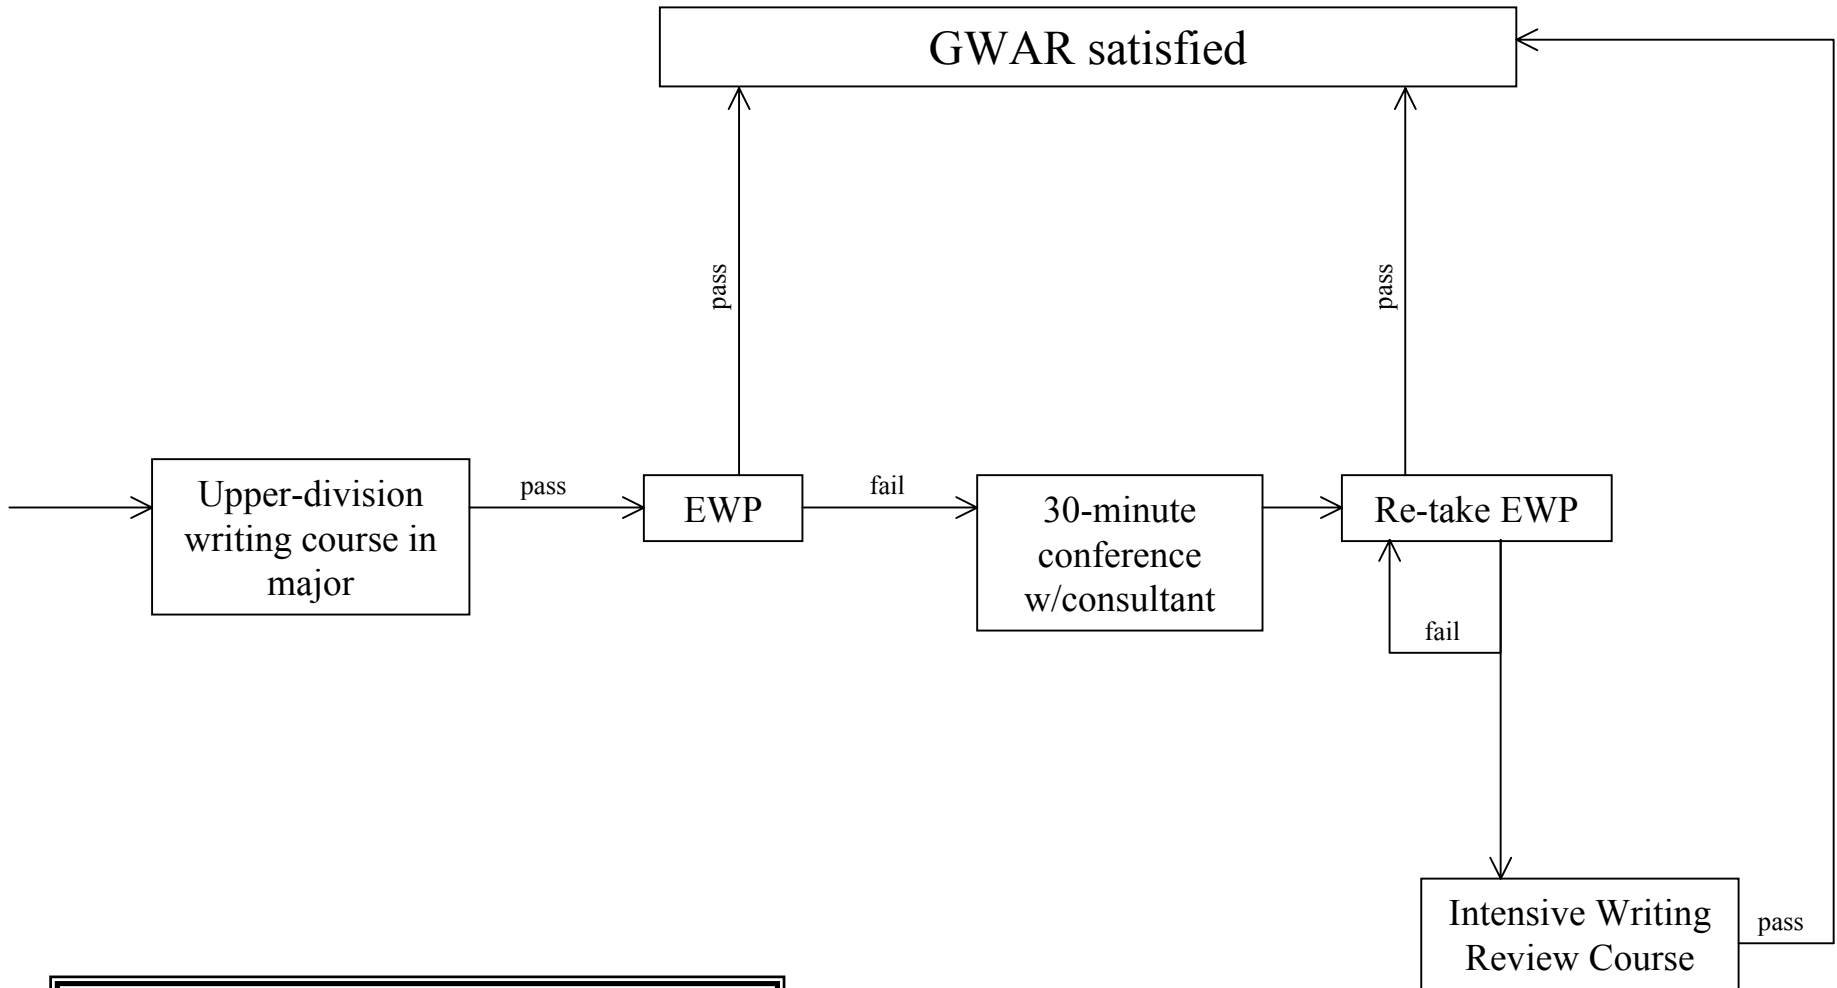 GWAR satisfied
pass
pass
Upper-division
writing course in
major
pass
EWP
fail
30-minute
conference
w/consultant
Re-take EWP
fail
Intensive Writing
Review Course
pass